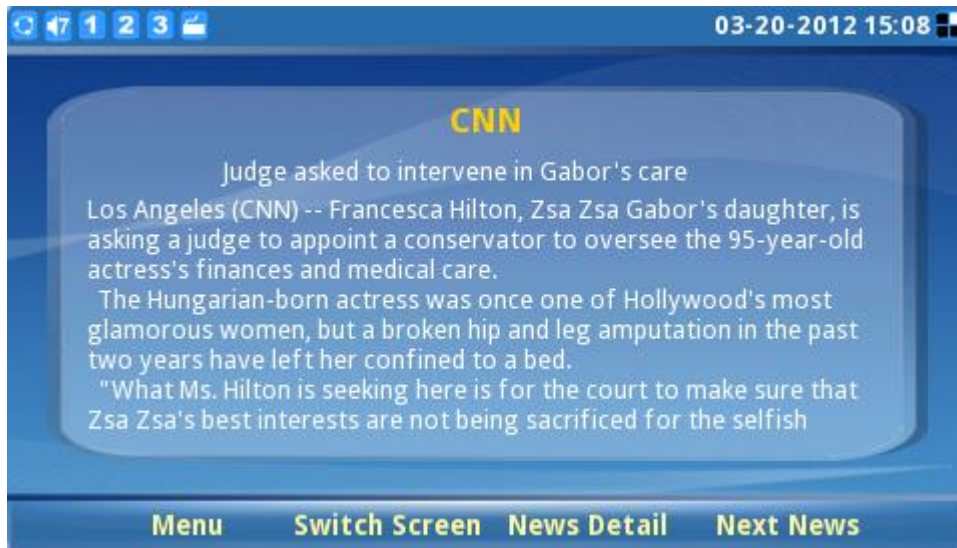 7 1 2 3 03-20-2012 15:08
CNN
Judge asked to intervene in Gabor's care
Los Angeles (CNN) -- Francesca Hilton, Zsa Zsa Gabor's daughter, is
asking a judge to appoint a conservator to oversee the 95-year-old
actress's finances and medical care.
The Hungarian-born actress was once one of Hollywood's most
glamorous women, but a broken hip and leg amputation in the past
two years have left her confined to a bed.
"What Ms. Hilton is seeking here is for the court to make sure that
Zsa Zsa's best interests are not being sacrificed for the selfish
Menu Switch Screen News Detail Next News